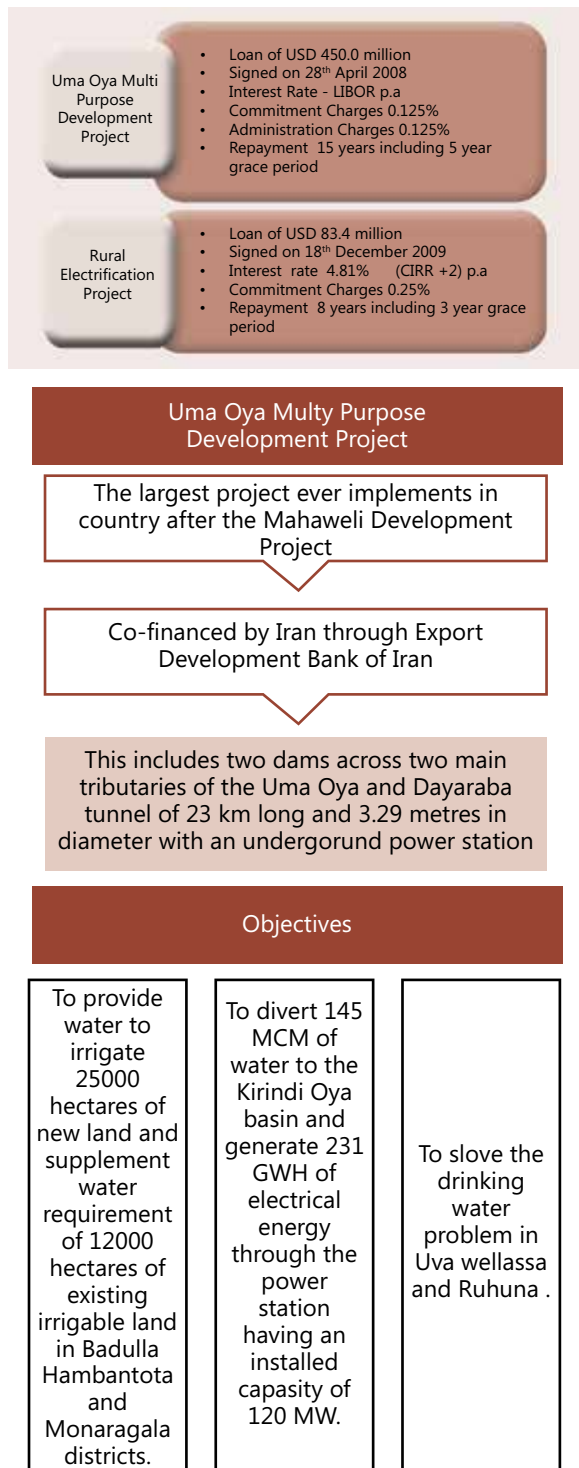 Uma Oya Multi
Purpose
Development
Project
• Loan of USD 450.0 million
• Signed on 28th April 2008
• Interest Rate - LIBOR p.a
• Commitment Charges 0.125%
• Administration Charges 0.125%
• Repayment 15 years including 5 year
grace period
Rural
Electrification
Project
• Loan of USD 83.4 million
• Signed on 18th December 2009
• Interest rate 4.81% (CIRR +2) p.a
• Commitment Charges 0.25%
• Repayment 8 years including 3 year grace
period
Uma Oya Multy Purpose
Development Project
The largest project ever implements in
country after the Mahaweli Development
Project
Co-financed by Iran through Export
Development Bank of Iran
This includes two dams across two main
tributaries of the Uma Oya and Dayaraba
tunnel of 23 km long and 3.29 metres in
diameter with an undergorund power station
Objectives
To provide
water to
irrigate
25000
hectares of
new land and
supplement
water
requirement
of 12000
hectares of
existing
irrigable land
in Badulla
Hambantota
and
Monaragala
districts.
To divert 145
MCM of
water to the
Kirindi Oya
basin and
generate 231
GWH of
electrical
energy
through the
power
station
having an
installed
capasity of
120 MW.
To slove the
drinking
water
problem in
Uva wellassa
and Ruhuna .